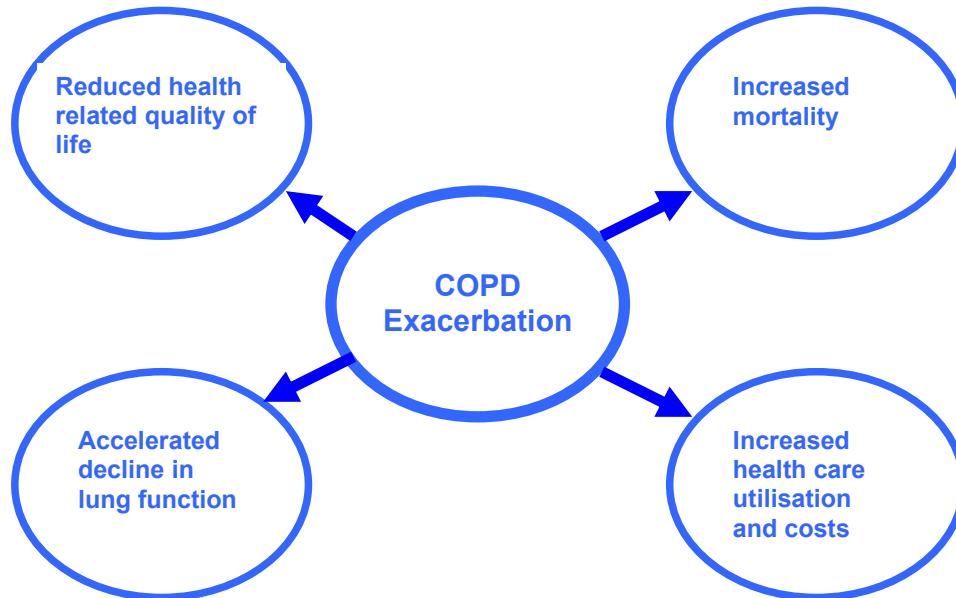 Reduced health
related quality of
life
Increased
mortality
COPD
Exacerbation
Accelerated
decline in
lung function
Increased
health care
utilisation
and costs